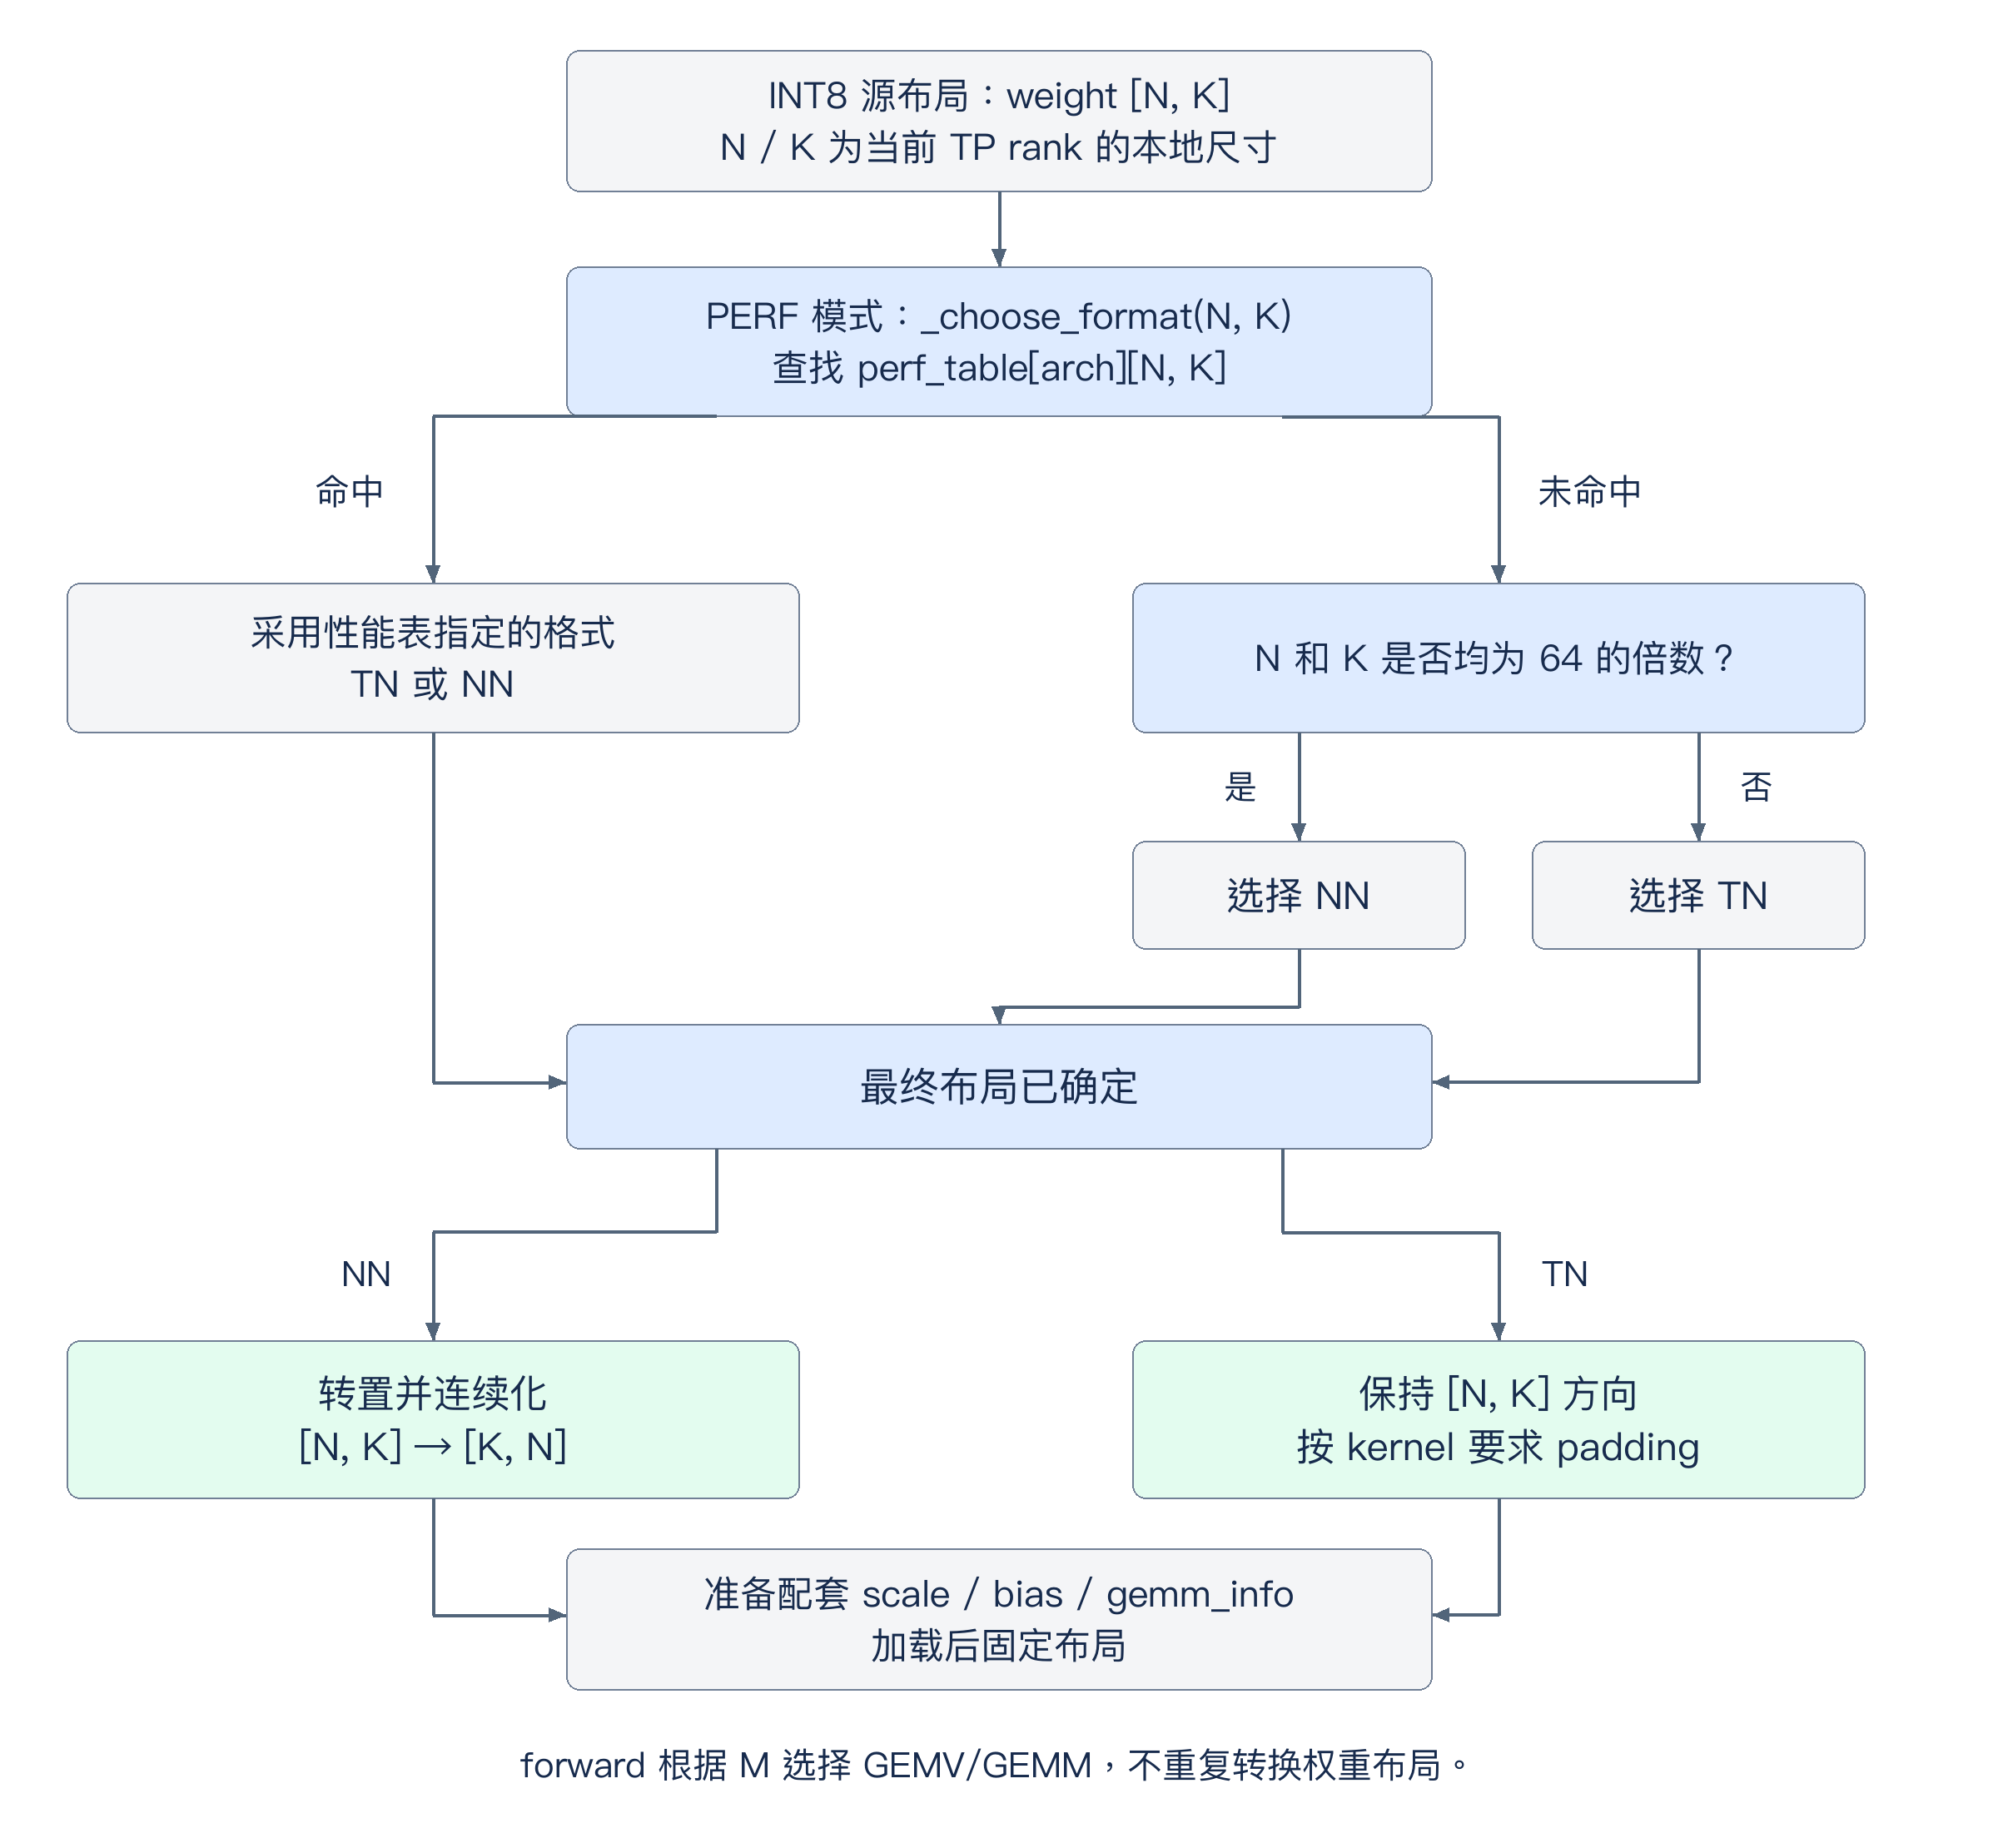 INT8 源布局：weight [N, K]
N / K 为当前 TP rank 的本地尺寸
PERF 模式：_choose_format(N, K)
查找 perf_table[arch][N, K]
命中
未命中
采用性能表指定的格式
TN 或 NN
N 和 K 是否均为 64 的倍数？
是
否
选择 NN
选择 TN
最终布局已确定
NN
TN
转置并连续化
[N, K] → [K, N]
保持 [N, K] 方向
按 kernel 要求 padding
准备配套 scale / bias / gemm_info
加载后固定布局
forward 根据 M 选择 GEMV/GEMM，不重复转换权重布局。